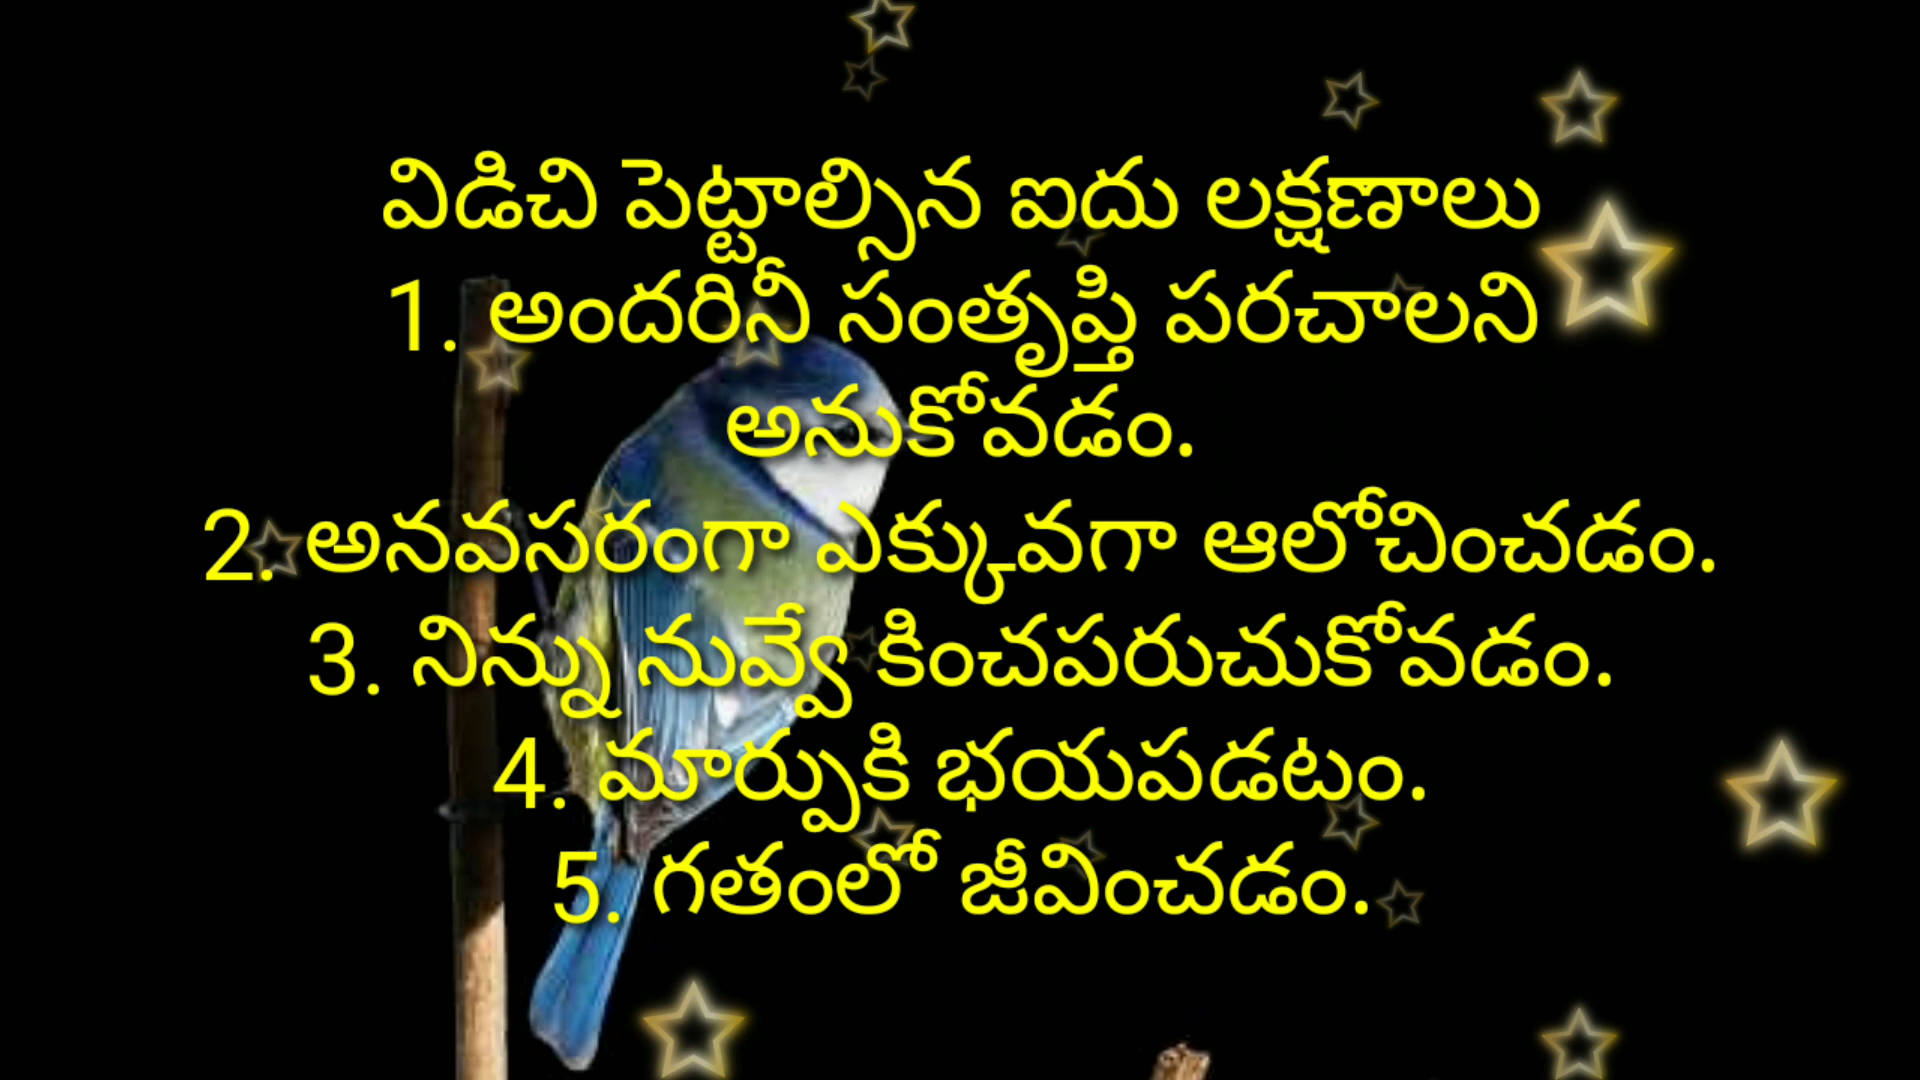 విడిచి పెట్టాల్సిన ఐదు లక్షణాలు
1. అందరినీ సంతృప్తి పరచాలని
అనుకోవడం.
2. అనవసరంగా ఎక్కువగా ఆలోచించడం.
3. నిన్ను నువ్వే కించపరుచుకోవడం.
4. మార్పుకి భయపడటం.
5. గతంలో జీవించడం.